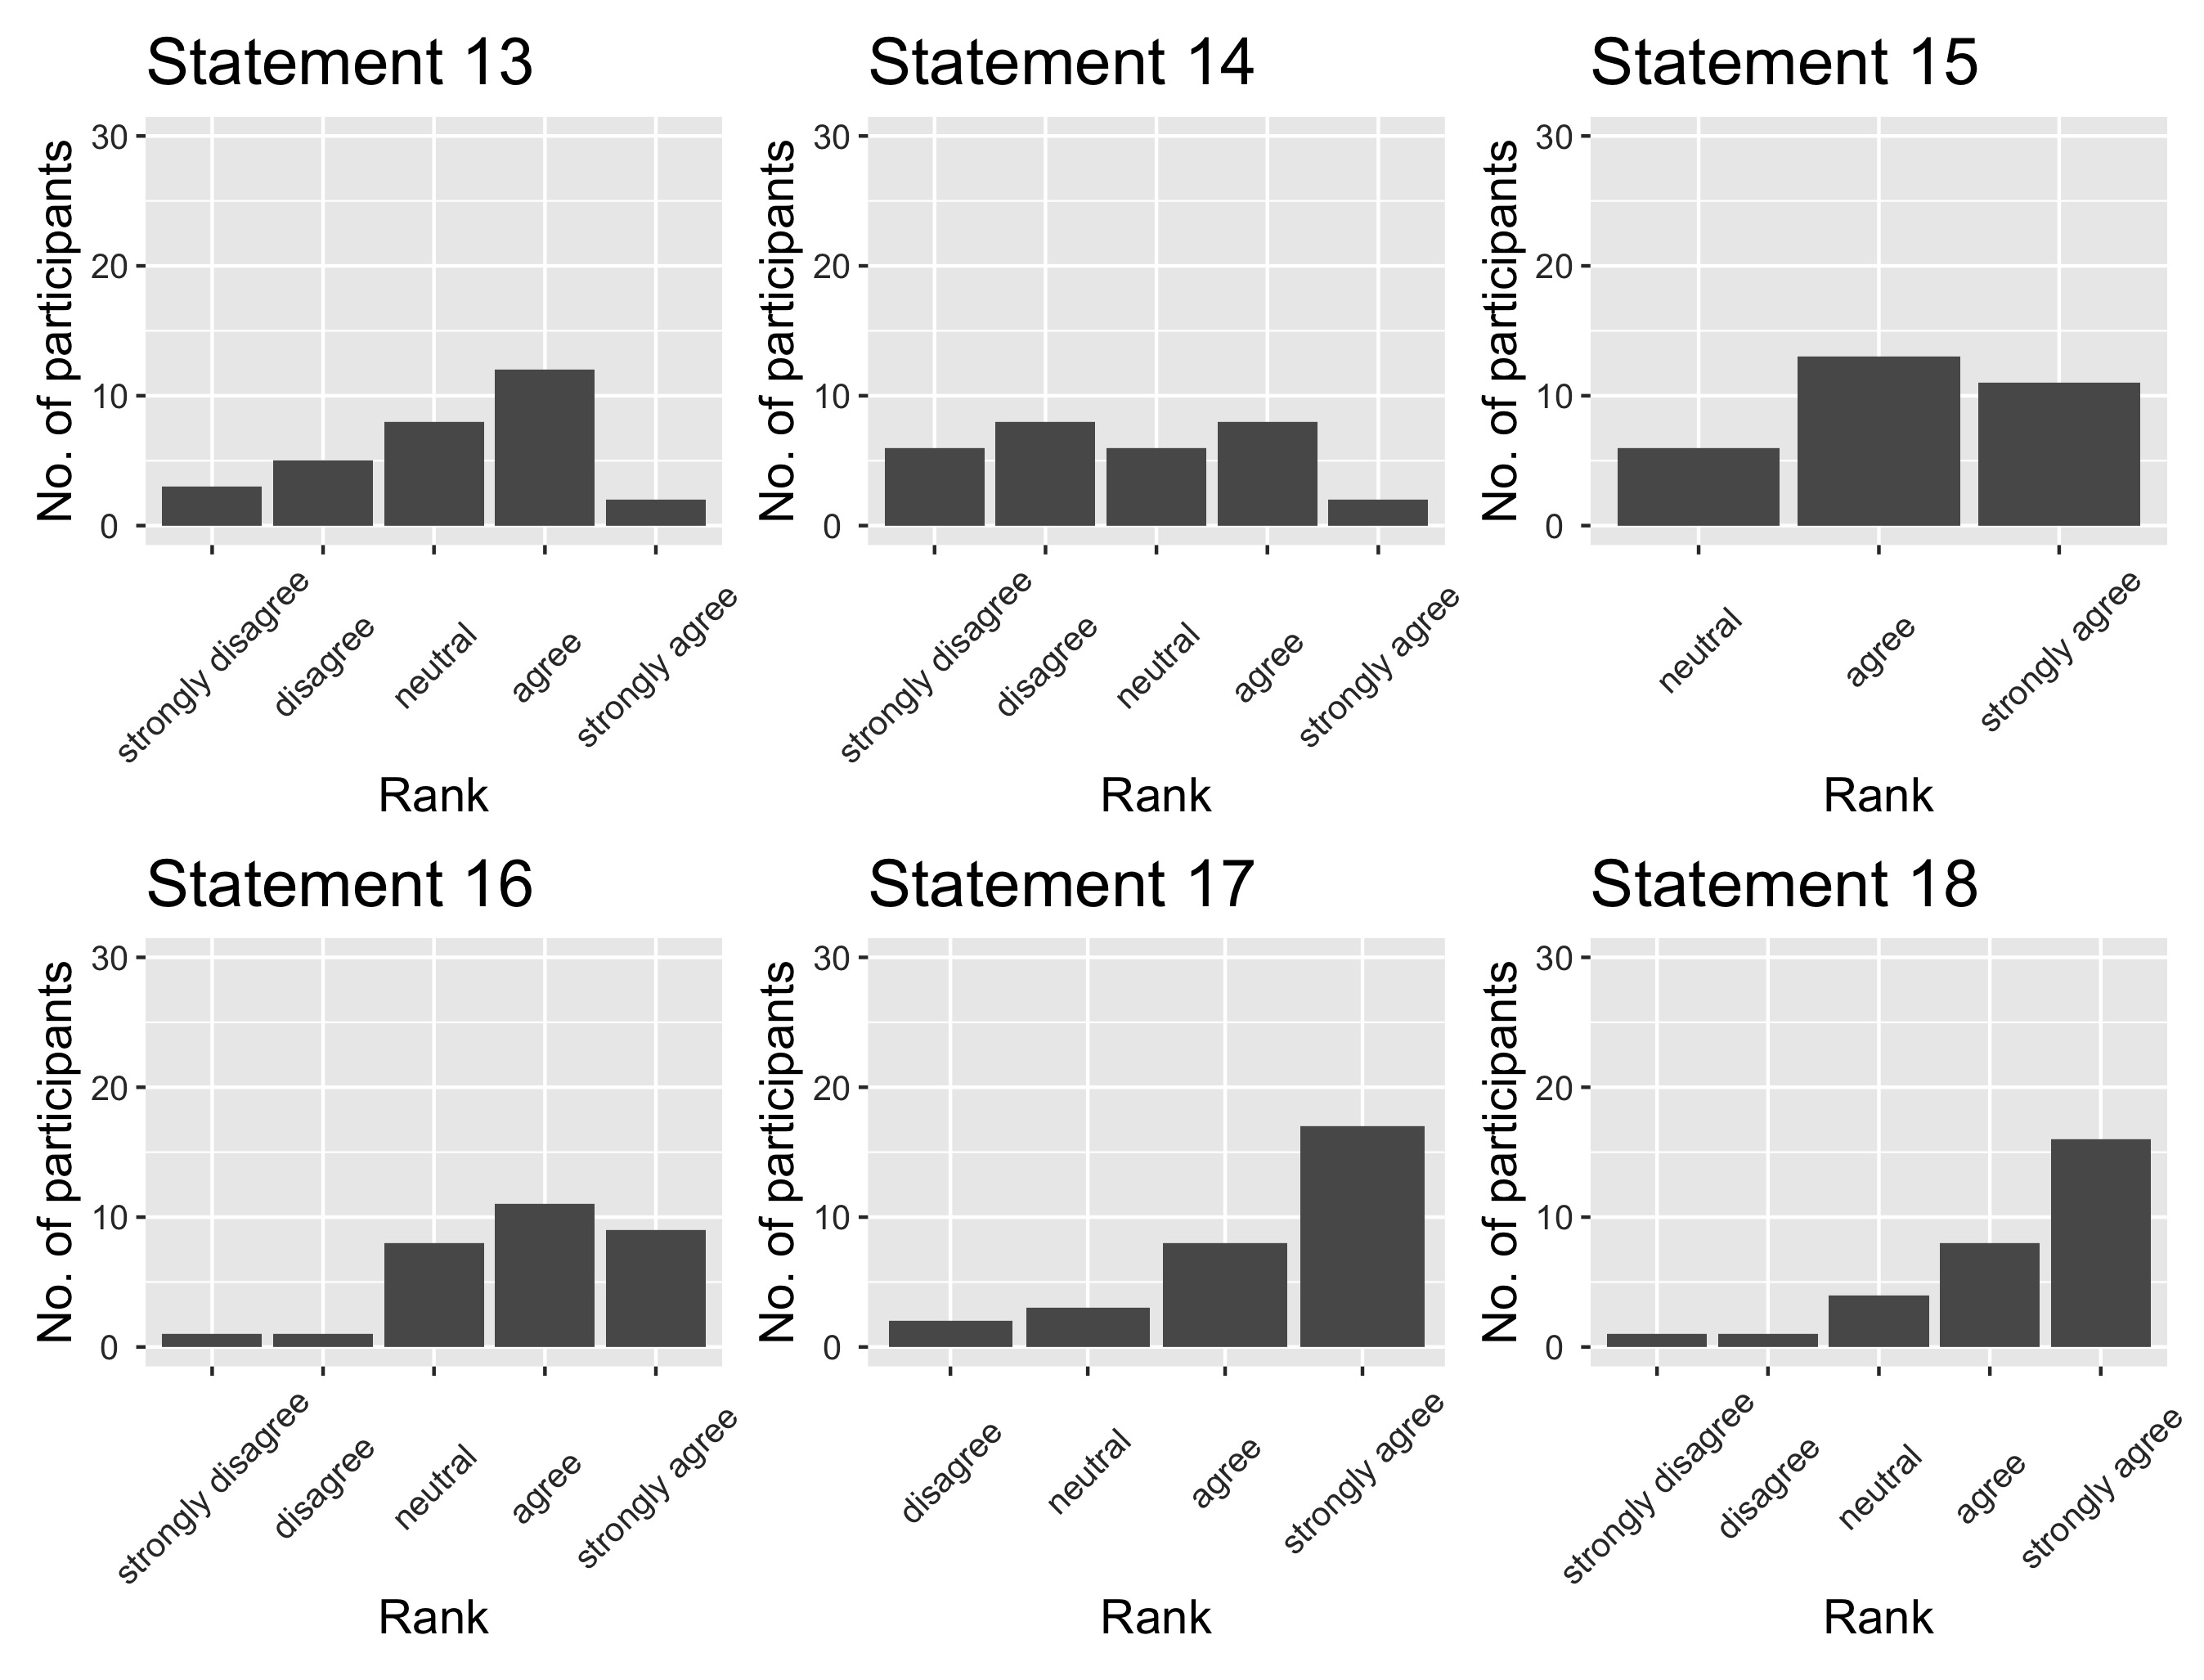 Statement 13
No. of participants
30
20
10
0
strongly disagree
disagree
neutral
agree
strongly agree
Rank
Statement 14
No. of participants
30
20
10
0
strongly disagree
disagree
neutral
agree
strongly agree
Rank
Statement 15
No. of participants
30
20
10
0
neutral
agree
strongly agree
Rank
Statement 16
No. of participants
30
20
10
0
strongly disagree
disagree
neutral
agree
strongly agree
Rank
Statement 17
No. of participants
30
20
10
0
disagree
neutral
agree
strongly agree
Rank
Statement 18
No. of participants
30
20
10
0
strongly disagree
disagree
neutral
agree
strongly agree
Rank